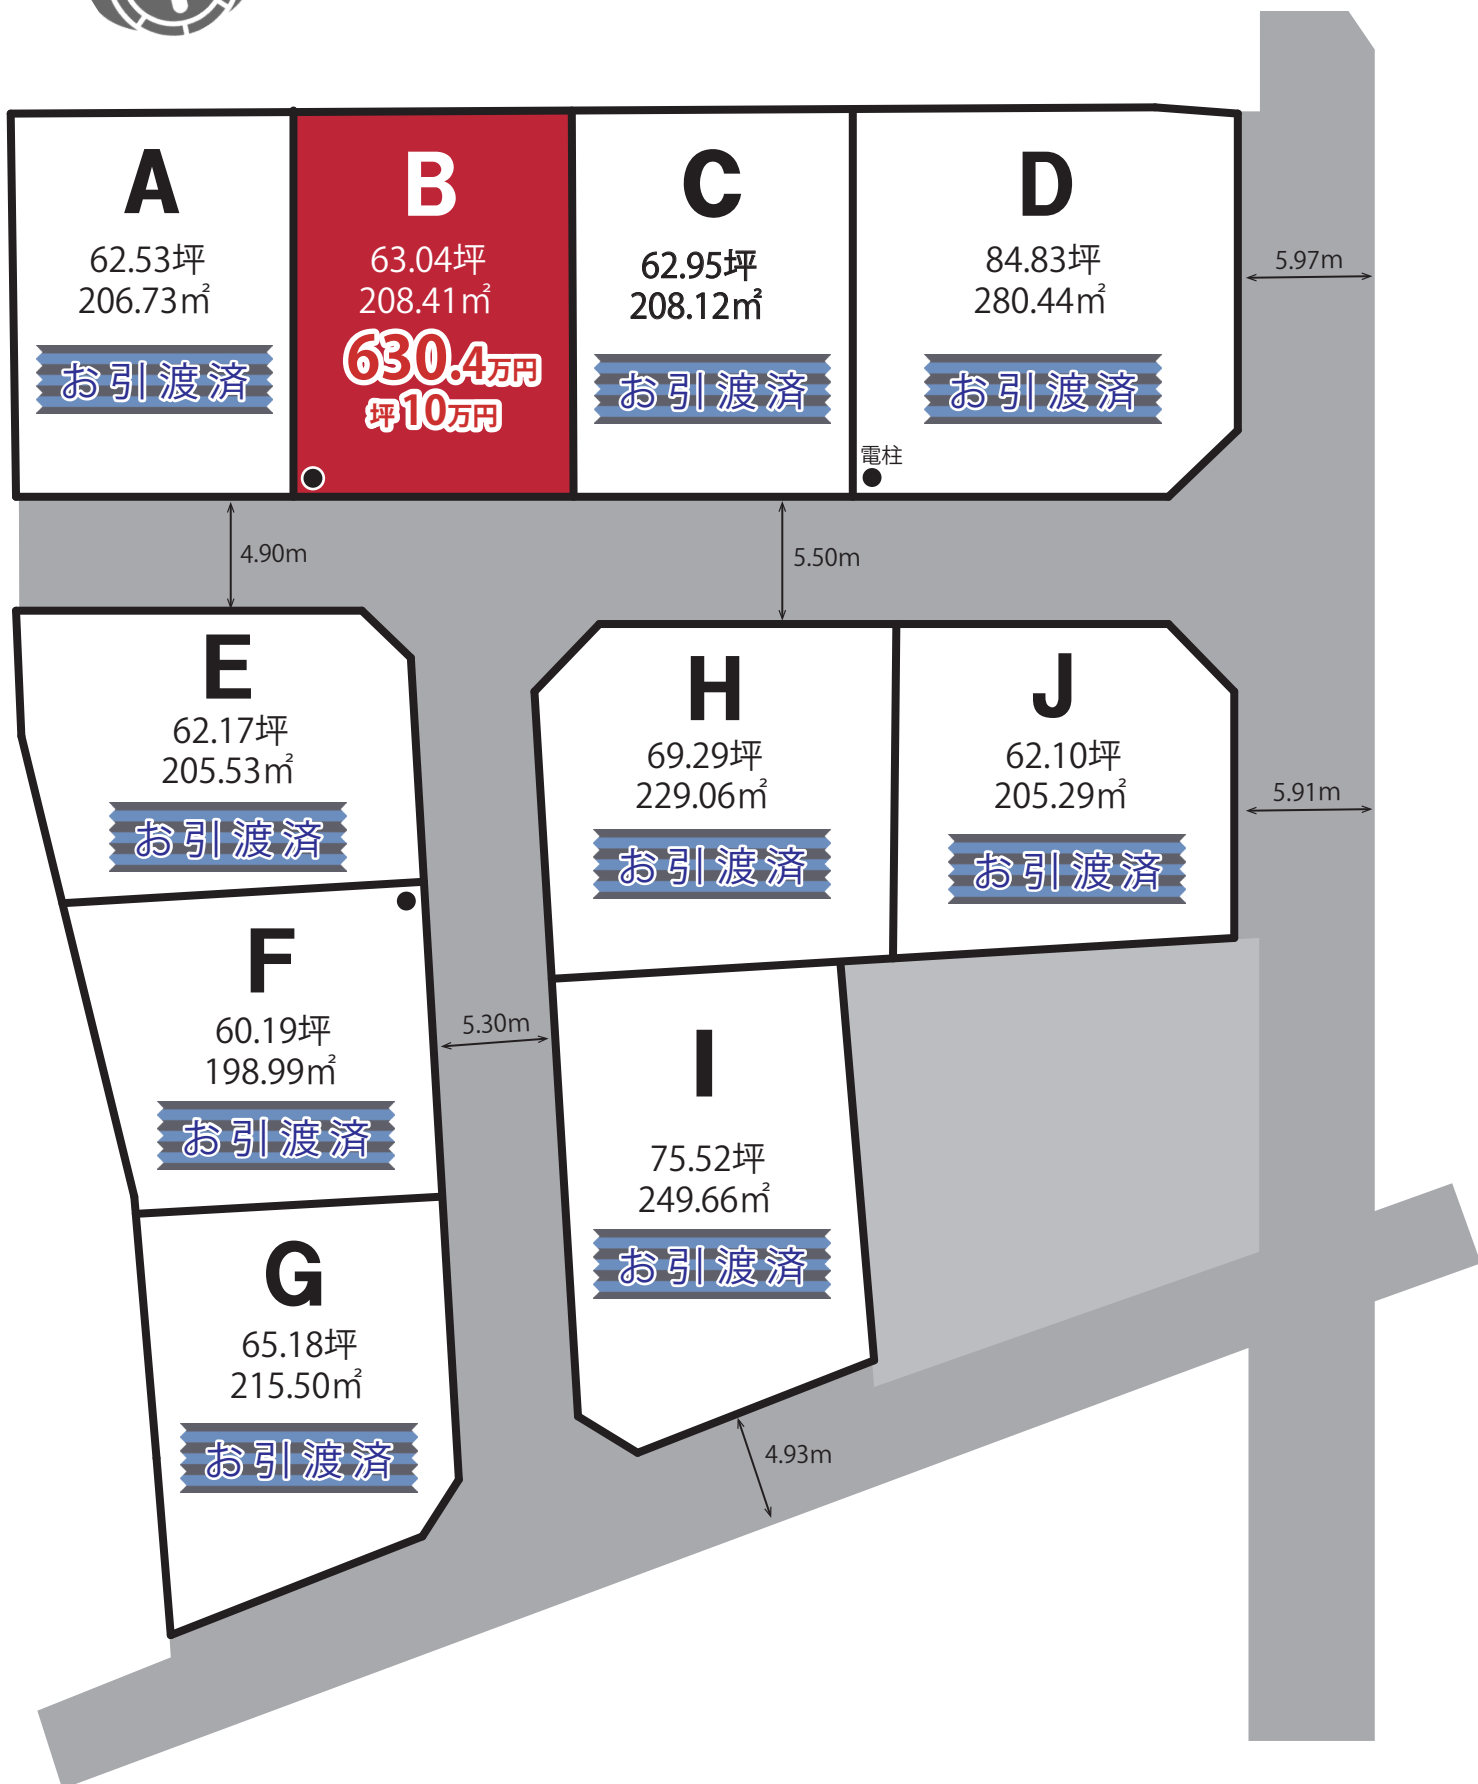 A
62.53坪
206.73㎡
お引渡済
B
63.04坪
208.41㎡
630.4万円
坪10万円
C
62.95坪
208.12㎡
お引渡済
D
84.83坪
280.44㎡
お引渡済
電柱
5.97m
4.90m
5.50m
E
62.17坪
205.53㎡
お引渡済
H
69.29坪
229.06㎡
お引渡済
J
62.10坪
205.29㎡
お引渡済
5.91m
F
60.19坪
198.99㎡
お引渡済
5.30m
I
75.52坪
249.66㎡
お引渡済
G
65.18坪
215.50㎡
お引渡済
4.93m